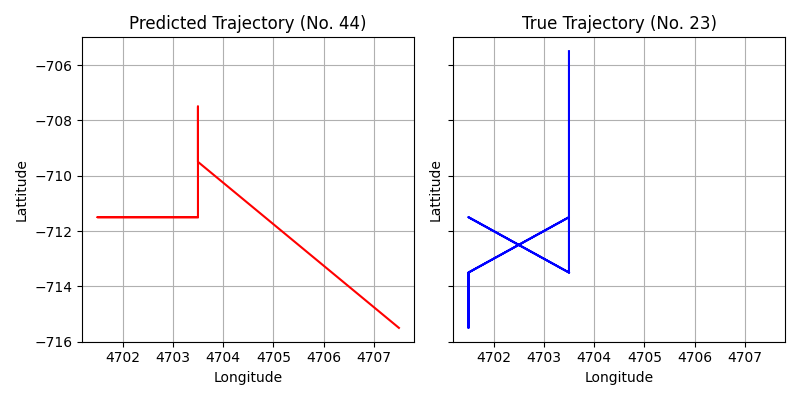 Predicted Trajectory (No. 44)
True Trajectory (No. 23)
−706
−708
−710
−712
−714
−716
Lattitude
Lattitude
4702 4703 4704 4705 4706 4707
4702 4703 4704 4705 4706 4707
Longitude
Longitude